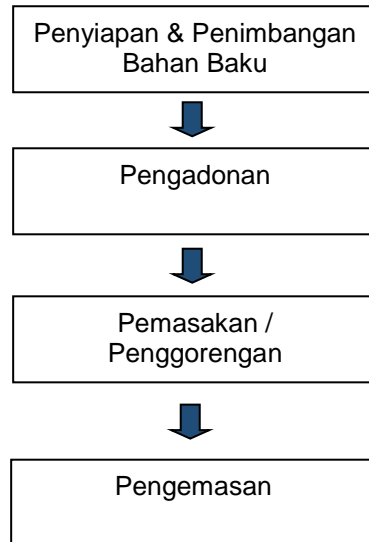 Penyiapan & Penimbangan
Bahan Baku
Pengadonan
Pemasakan /
Penggorengan
Pengemasan